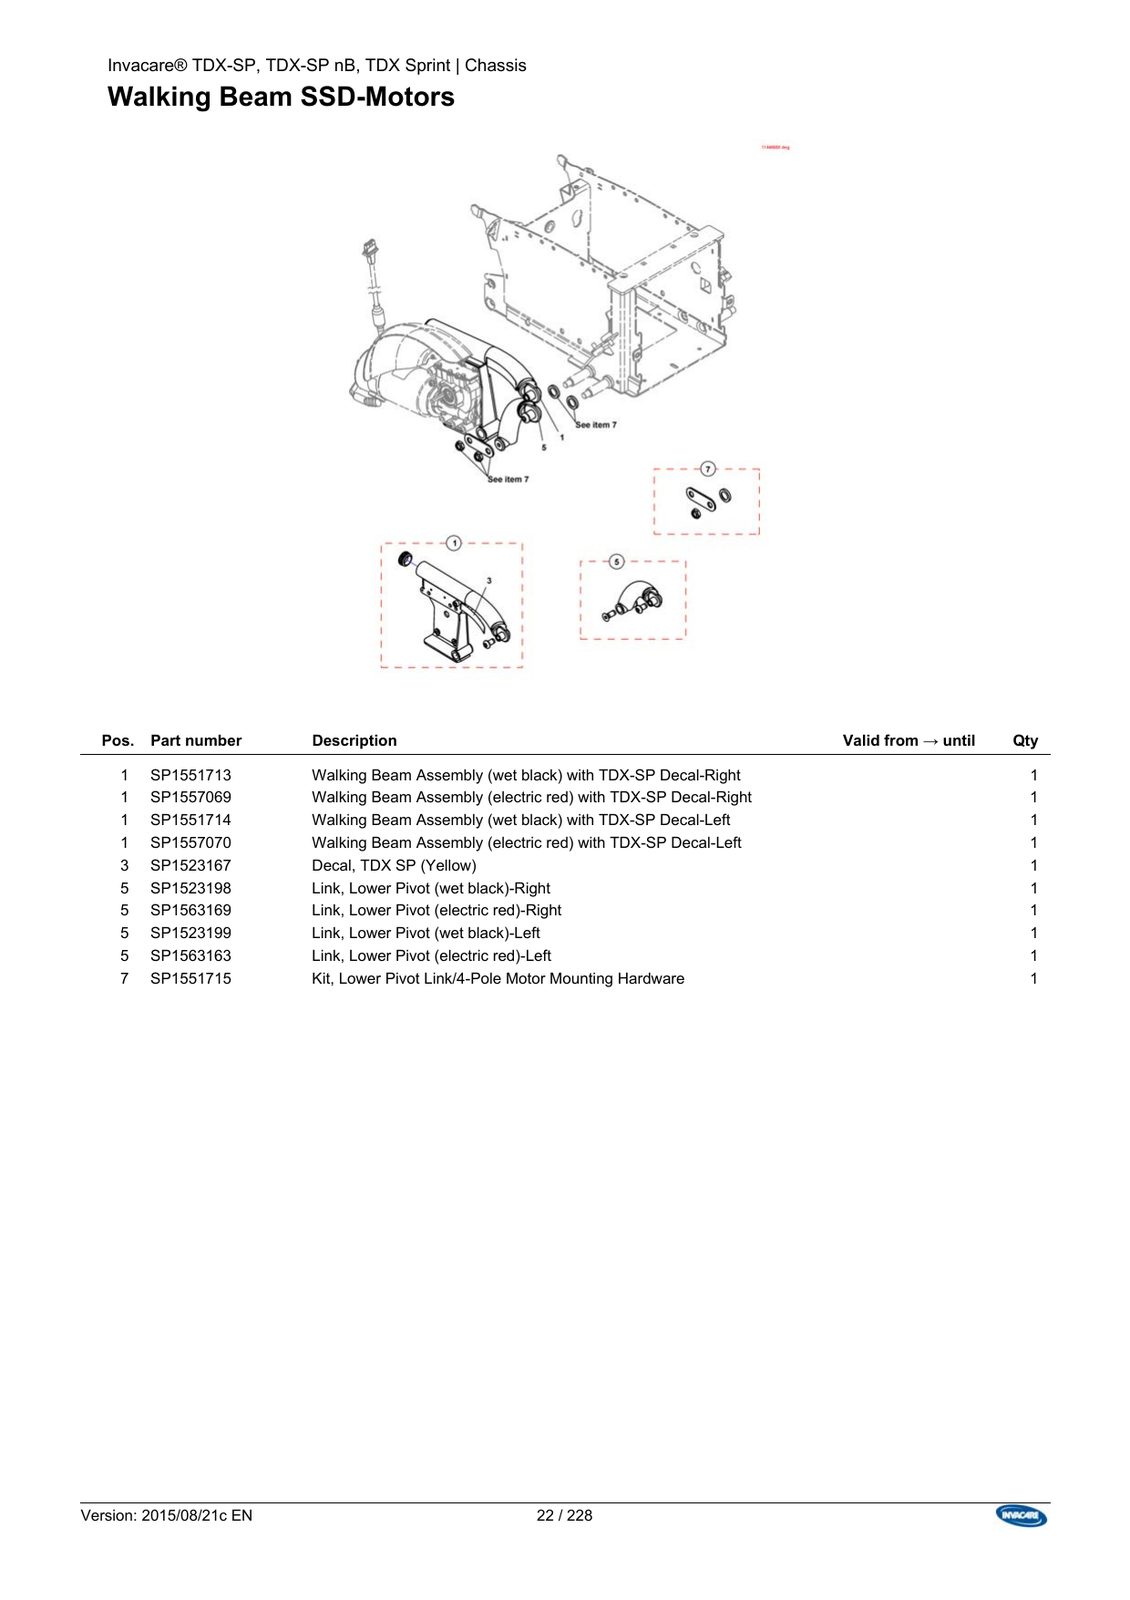 Invacare® TDX-SP, TDX-SP nB, TDX Sprint | Chassis
Walking Beam SSD-Motors
See item 7
1
5
See item 7
7
1
3
5
Pos. Part number Description Valid from → until Qty
1 SP1551713 Walking Beam Assembly (wet black) with TDX-SP Decal-Right 1
1 SP1557069 Walking Beam Assembly (electric red) with TDX-SP Decal-Right 1
1 SP1551714 Walking Beam Assembly (wet black) with TDX-SP Decal-Left 1
1 SP1557070 Walking Beam Assembly (electric red) with TDX-SP Decal-Left 1
3 SP1523167 Decal, TDX SP (Yellow) 1
5 SP1523198 Link, Lower Pivot (wet black)-Right 1
5 SP1563169 Link, Lower Pivot (electric red)-Right 1
5 SP1523199 Link, Lower Pivot (wet black)-Left 1
5 SP1563163 Link, Lower Pivot (electric red)-Left 1
7 SP1551715 Kit, Lower Pivot Link/4-Pole Motor Mounting Hardware 1
Version: 2015/08/21c EN 22 / 228
INVACARE